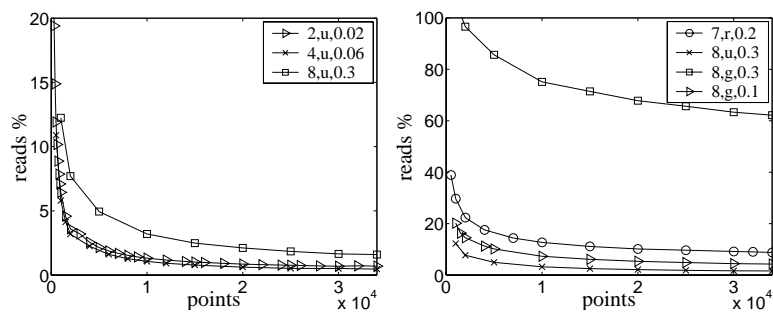 20
15
10
5
0
reads %
2,u,0.02
4,u,0.06
8,u,0.3
0 1 2 3
points
x 10^4
100
80
60
40
20
0
reads %
7,r,0.2
8,u,0.3
8,g,0.3
8,g,0.1
0 1 2 3
points
x 10^4